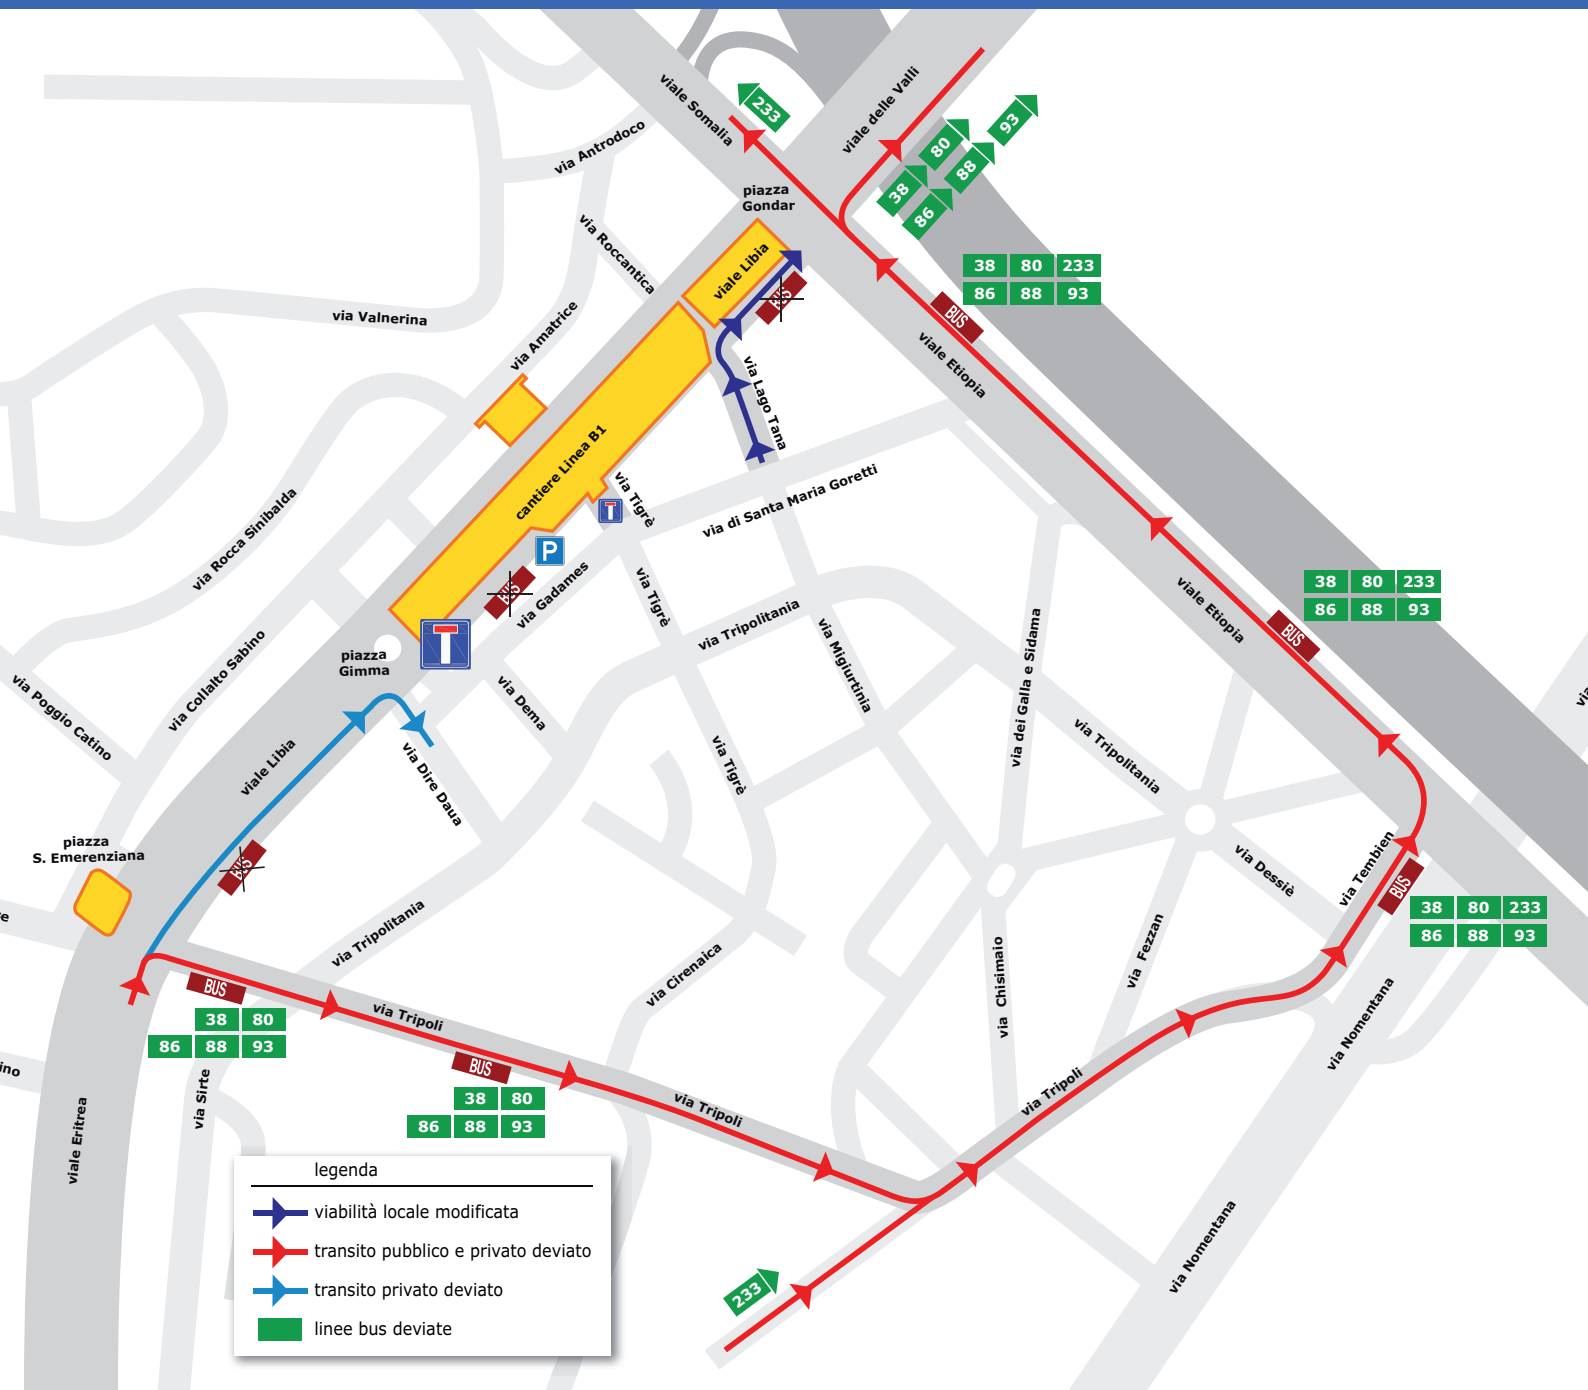 viale Somalia
233
viale delle Valli
93
80
88
38
86
via Antrodoco
piazza
Gondar
via Roccantica
viale Libia
BUS
38 80 233
86 88 93
BUS
via Valnerina
via Amatrice
viale Etiopia
via Lago Tana
cantiere Linea B1
via Tigrè
via di Santa Maria Goretti
via Rocca Sinibalda
P
BUS
via Gadames
via Tigrè
via Tripolitania
via Migiurtinia
via dei Galla e Sidama
viale Etiopia
38 80 233
86 88 93
BUS
piazza
Gimma
via Collalto Sabino
via Poggio Catino
via Dema
via Tigrè
via Tripolitania
viale Libia
via Dire Daua
piazza
S. Emerenziana
BUS
via Dessiè
via Tembien
BUS
38 80 233
86 88 93
via Tripolitania
via Cirenaica
via Chisimaio
via Fezzan
via Nomentana
BUS
38 80
86 88 93
via Tripoli
BUS
38 80
86 88 93
via Tripoli
via Tripoli
ino
via Sirte
viale Eritrea
via Nomentana
233
legenda
viabilità locale modificata
transito pubblico e privato deviato
transito privato deviato
linee bus deviate